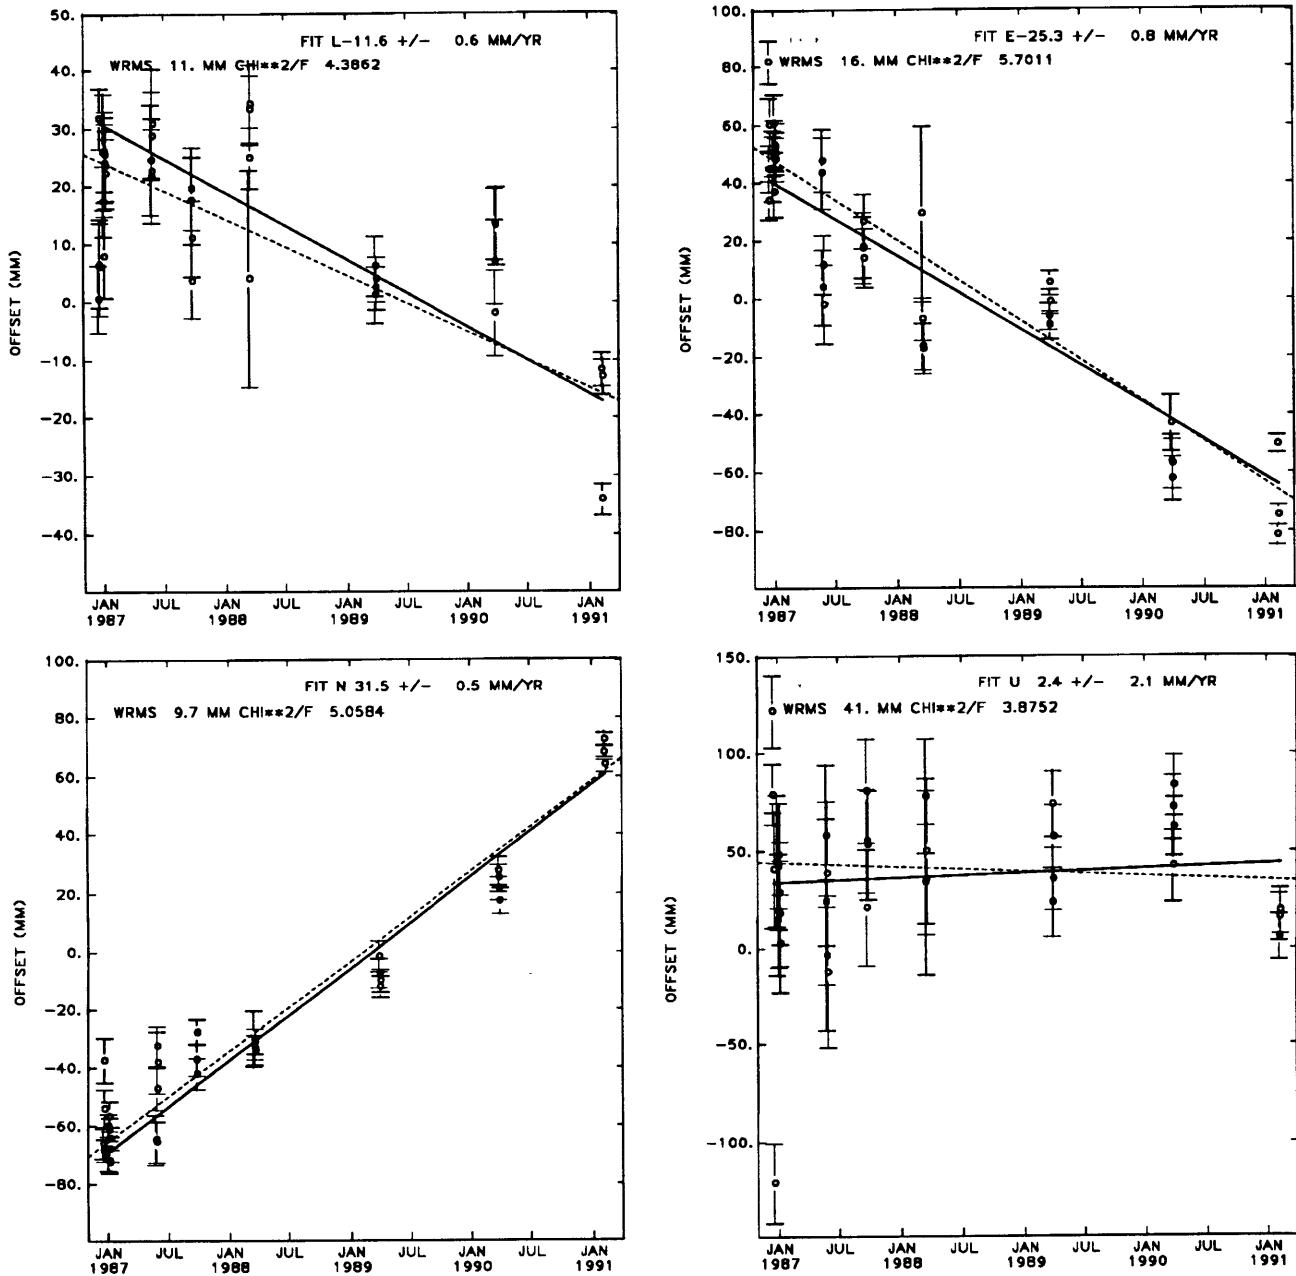 50.
FIT L-11.6 +/- 0.6 MM/YR
WRMS 11. MM CHI**2/F 4.3862
40.
30.
20.
10.
0.
-10.
-20.
-30.
-40.
OFFSET (MM)
JAN JUL JAN JUL JAN JUL JAN JUL JAN
1987 1988 1989 1990 1991
100.
FIT E-25.3 +/- 0.8 MM/YR
WRMS 16. MM CHI**2/F 5.7011
80.
60.
40.
20.
0.
-20.
-40.
-60.
-80.
OFFSET (MM)
JAN JUL JAN JUL JAN JUL JAN
1987 1988 1989 1990 JUL JAN
1991
100.
FIT N 31.5 +/- 0.5 MM/YR
WRMS 9.7 MM CHI**2/F 5.0584
80.
60.
40.
20.
0.
-20.
-40.
-60.
-80.
OFFSET (MM)
JAN JUL JAN JUL JAN JUL JAN JUL JAN
1987 1988 1989 1990 1991
150.
FIT U 2.4 +/- 2.1 MM/YR
WRMS 41. MM CHI**2/F 3.8752
100.
50.
0.
-50.
-100.
OFFSET (MM)
JAN JUL JAN JUL JAN JUL JAN JUL JAN
1987 1988 1989 1990 1991